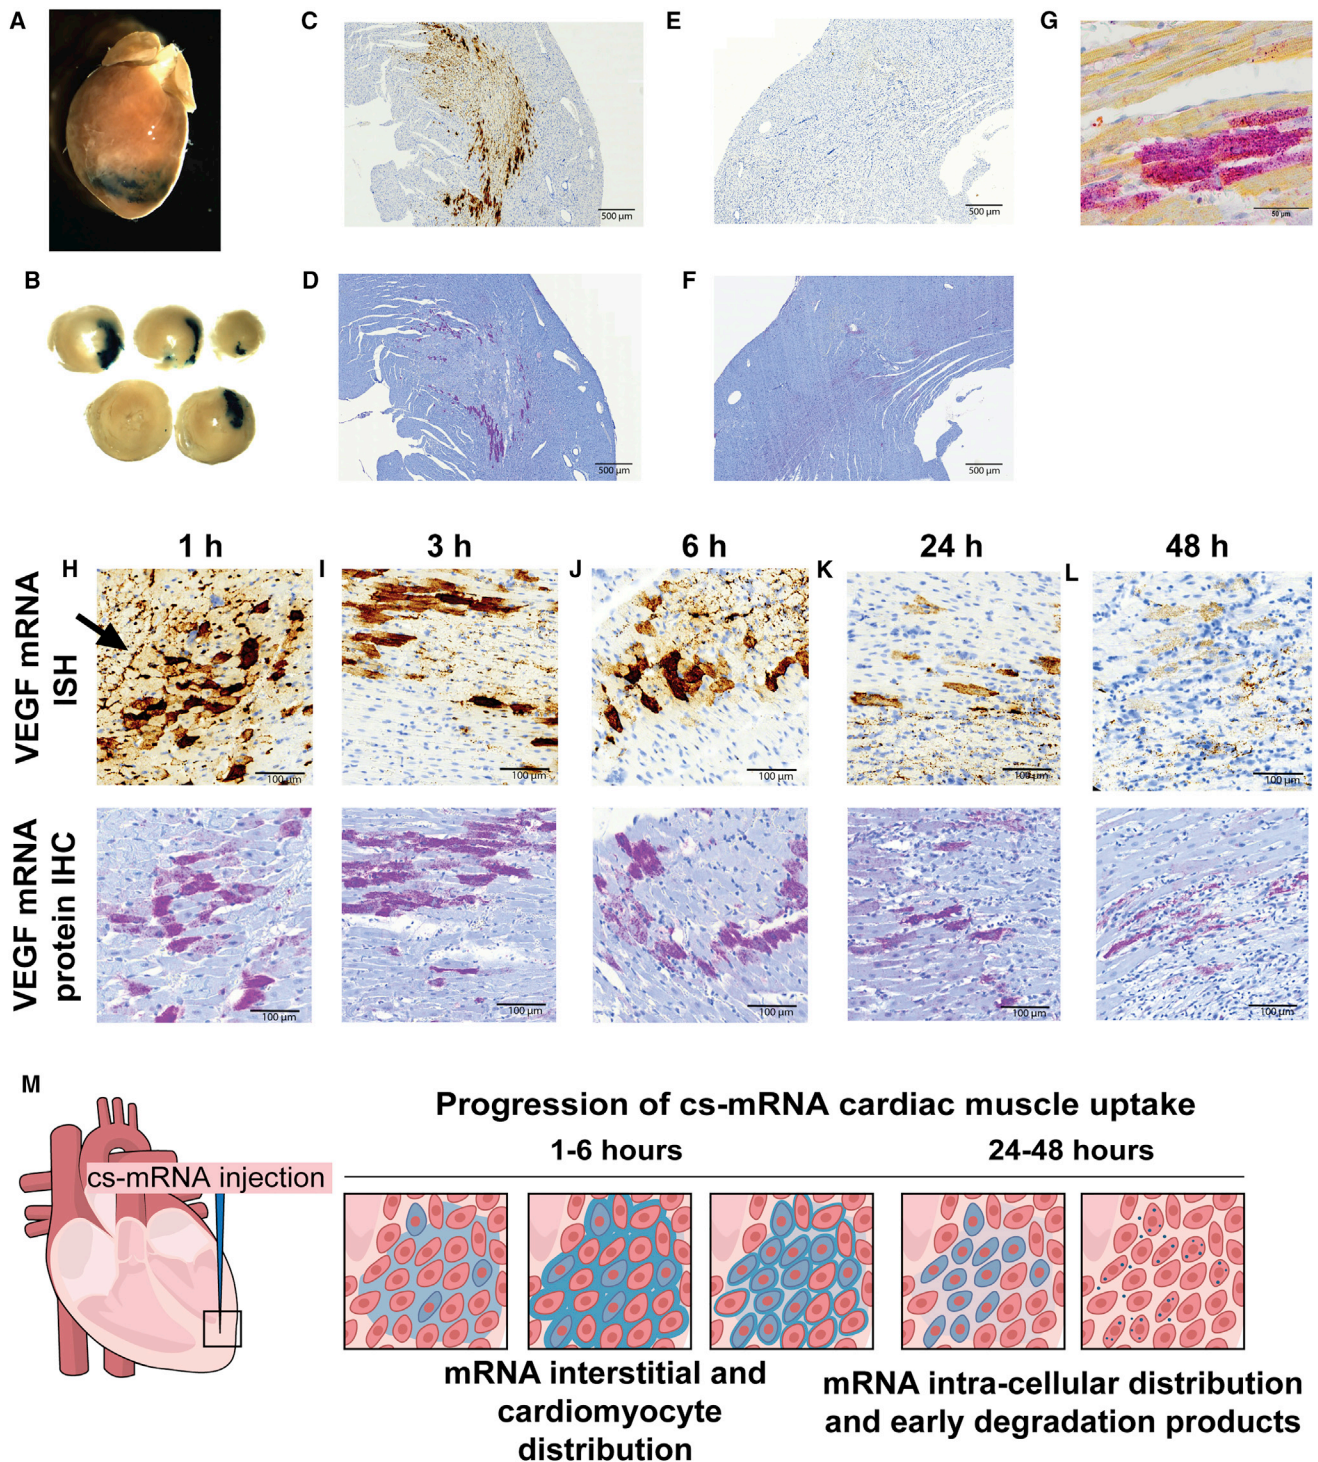 A
C
E
G
500 µm
500 µm
50 µm
B
D
F
500 µm
500 µm
1 h
3 h
6 h
24 h
48 h
VEGF mRNA
ISH
H
I
J
K
L
100 µm
100 µm
100 µm
100 µm
100 µm
VEGF mRNA
protein IHC
100 µm
100 µm
100 µm
100 µm
100 µm
M
Progression of cs-mRNA cardiac muscle uptake
1-6 hours
24-48 hours
cs-mRNA injection
mRNA interstitial and
cardiomyocyte
distribution
mRNA intra-cellular distribution
and early degradation products